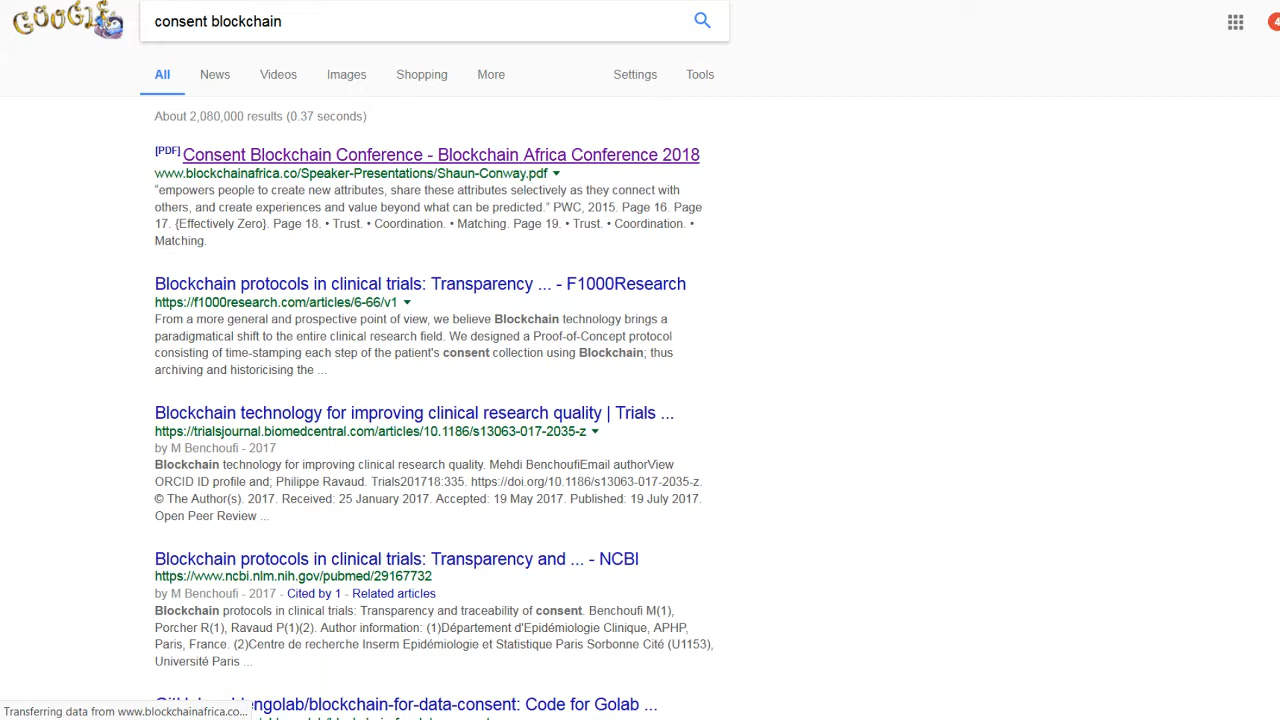 GOOGLE
consent blockchain
4
All News Videos Images Shopping More Settings Tools
About 2,080,000 results (0.37 seconds)
[PDF] Consent Blockchain Conference - Blockchain Africa Conference 2018
www.blockchainafrica.co/Speaker-Presentations/Shaun-Conway.pdf
"empowers people to create new attributes, share these attributes selectively as they connect with
others, and create experiences and value beyond what can be predicted." PWC, 2015. Page 16. Page
17. {Effectively Zero}. Page 18. • Trust. • Coordination. • Matching. Page 19. • Trust. • Coordination. •
Matching.
Blockchain protocols in clinical trials: Transparency ... - F1000Research
https://f1000research.com/articles/6-66/v1
From a more general and prospective point of view, we believe Blockchain technology brings a
paradigmatical shift to the entire clinical research field. We designed a Proof-of-Concept protocol
consisting of time-stamping each step of the patient's consent collection using Blockchain; thus
archiving and historicising the ...
Blockchain technology for improving clinical research quality | Trials ...
https://trialsjournal.biomedcentral.com/articles/10.1186/s13063-017-2035-z
by M Benchoufi - 2017
Blockchain technology for improving clinical research quality. Mehdi BenchoufiEmail authorView
ORCID ID profile and; Philippe Ravaud. Trials201718:335. https://doi.org/10.1186/s13063-017-2035-z.
© The Author(s). 2017. Received: 25 January 2017. Accepted: 19 May 2017. Published: 19 July 2017.
Open Peer Review ...
Blockchain protocols in clinical trials: Transparency and ... - NCBI
https://www.ncbi.nlm.nih.gov/pubmed/29167732
by M Benchoufi - 2017 - Cited by 1 - Related articles
Blockchain protocols in clinical trials: Transparency and traceability of consent. Benchoufi M(1),
Porcher R(1), Ravaud P(1)(2). Author information: (1)Département d'Epidémiologie Clinique, APHP,
Paris, France. (2)Centre de recherche Inserm Epidémiologie et Statistique Paris Sorbonne Cité (U1153),
Université Paris ...
engolab/blockchain-for-data-consent: Code for Golab ...
Transferring data from www.blockchainafrica.co...